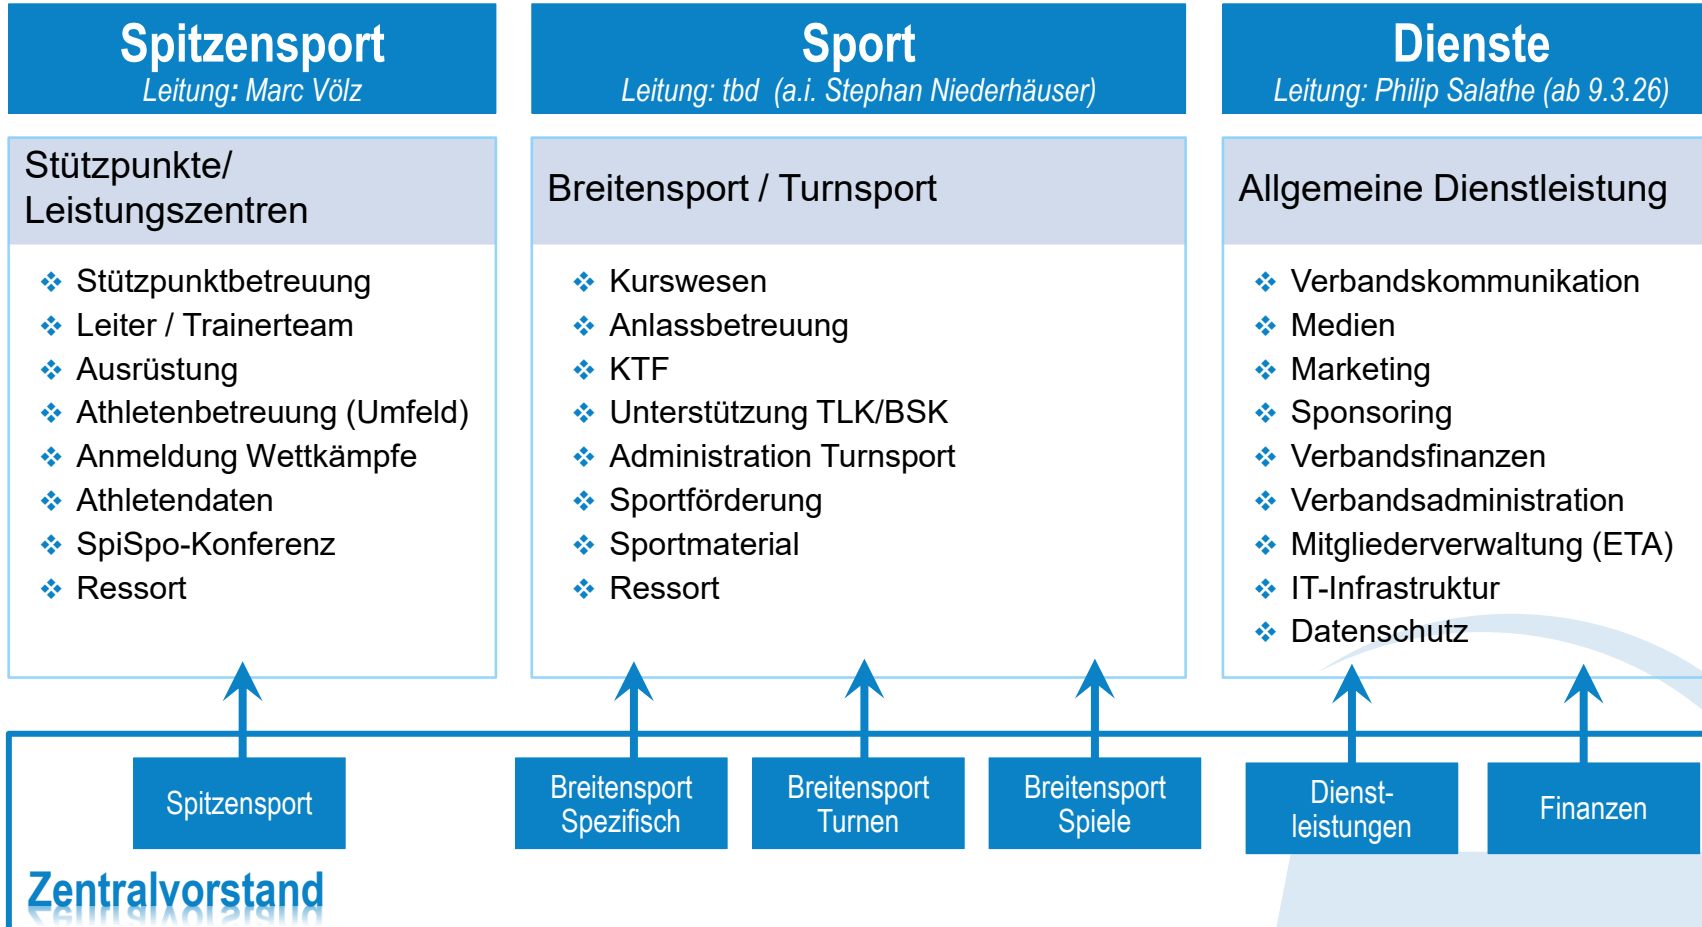 Spitzensport
Leitung: Marc Völz
Stützpunkte/
Leistungszentren
Stützpunktbetreuung
Leiter / Trainerteam
Ausrüstung
Athletenbetreuung (Umfeld)
Anmeldung Wettkämpfe
Athletendaten
SpiSpo-Konferenz
Ressort
Sport
Leitung: tbd (a.i. Stephan Niederhäuser)
Breitensport / Turnsport
Kurswesen
Anlassbetreuung
KTF
Unterstützung TLK/BSK
Administration Turnsport
Sportförderung
Sportmaterial
Ressort
Dienste
Leitung: Philip Salathe (ab 9.3.26)
Allgemeine Dienstleistung
Verbandskommunikation
Medien
Marketing
Sponsoring
Verbandsfinanzen
Verbandsadministration
Mitgliederverwaltung (ETA)
IT-Infrastruktur
Datenschutz
Spitzensport
Breitensport
Spezifisch
Breitensport
Turnen
Breitensport
Spiele
Dienst-
leistungen
Finanzen
Zentralvorstand